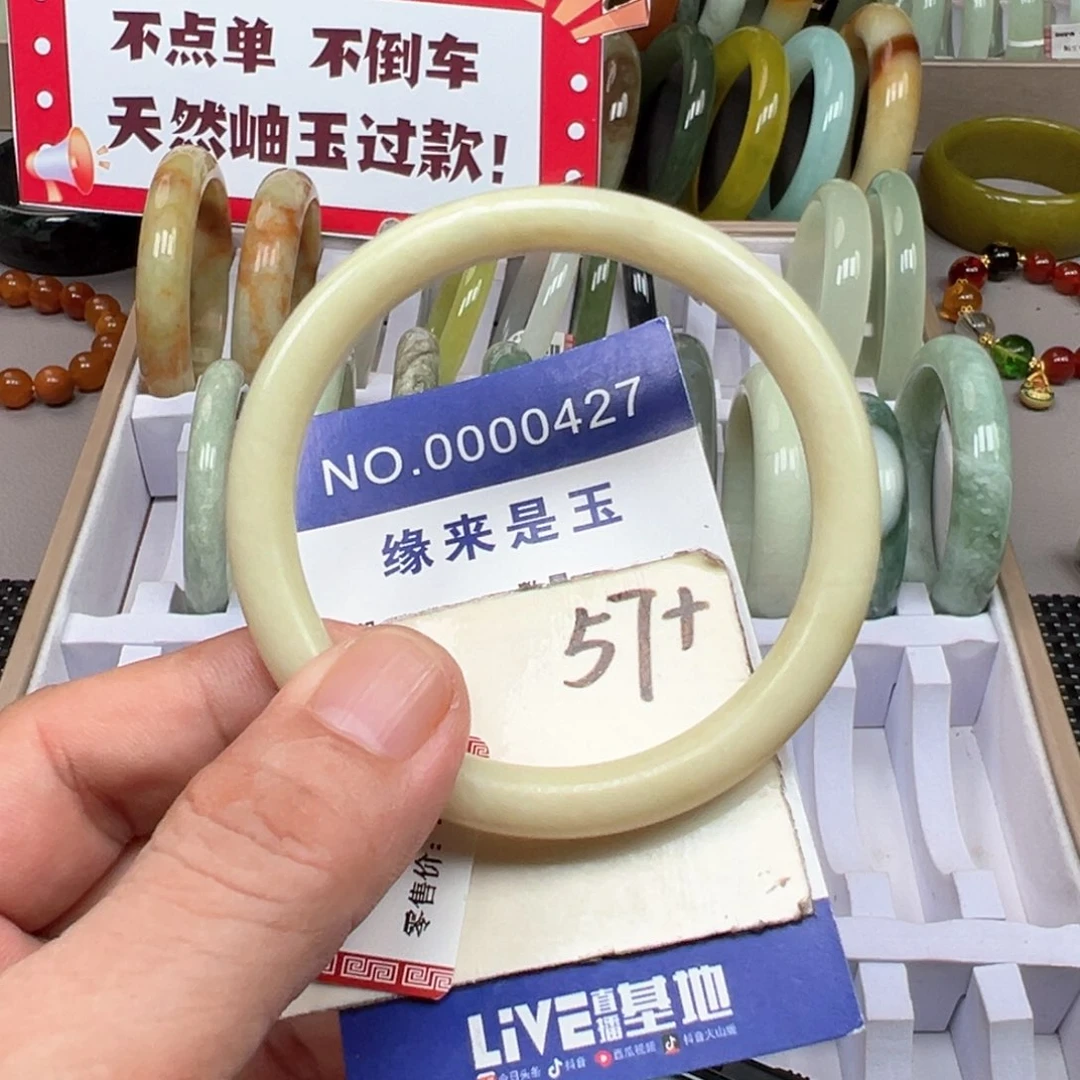 不点单 不倒车
天然岫玉过款!
NO.0000427
缘来是玉
数量
57+
零售价:
LiVE直播基地
今日头条 抖音 西瓜视频 抖音火山版